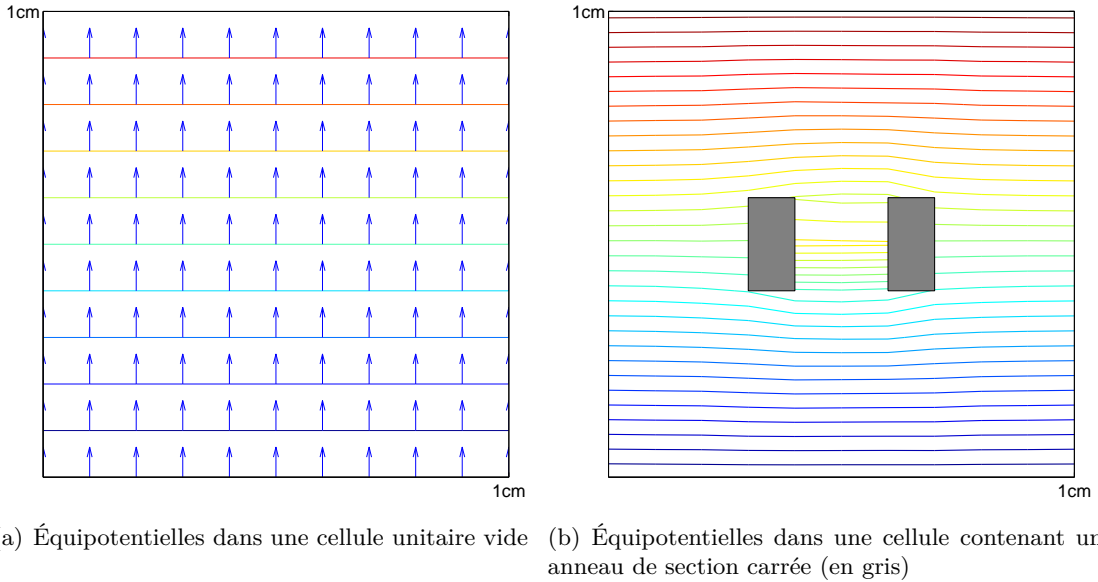 1cm
1cm
1cm
1cm
a) Équipotentielles dans une cellule unitaire vide
(b) Équipotentielles dans une cellule contenant un
anneau de section carrée (en gris)